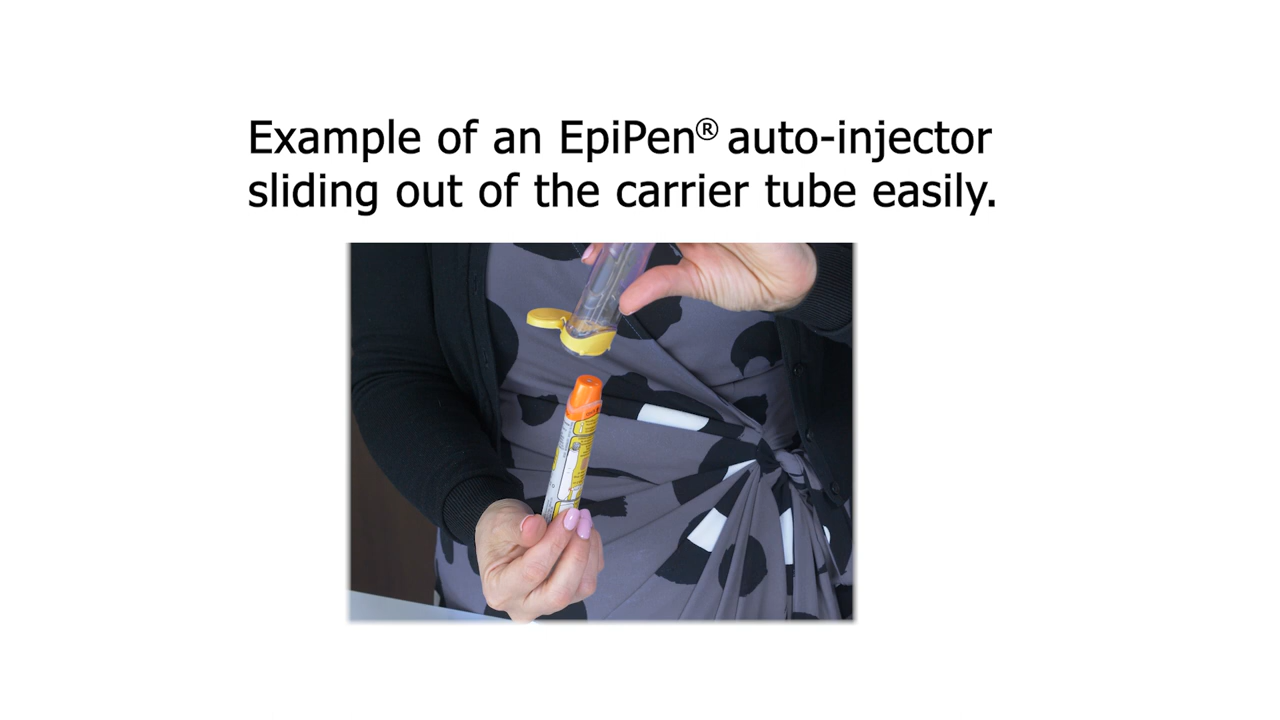 Example of an EpiPen® auto-injector
sliding out of the carrier tube easily.